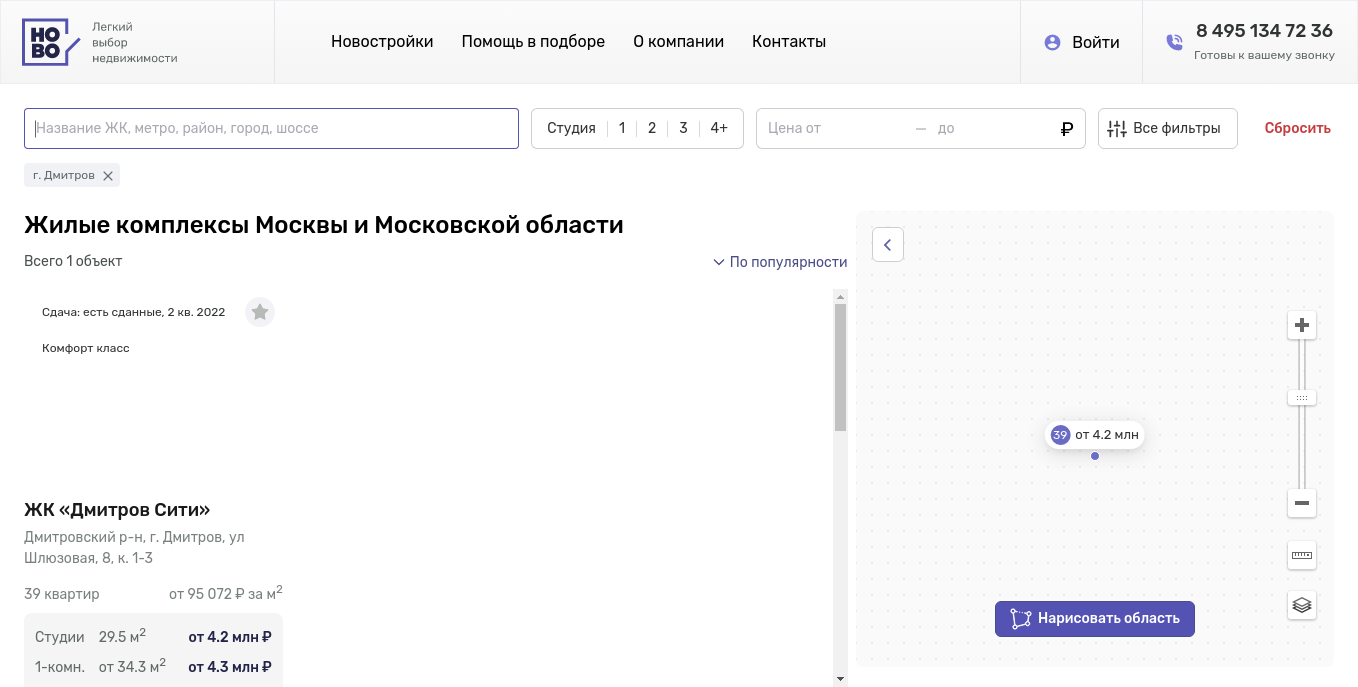 НО
ВО
Легкий
выбор
недвижимости
Новостройки
Помощь в подборе
О компании
Контакты
Войти
8 495 134 72 36
Готовы к вашему звонку
Название ЖК, метро, район, город, шоссе
Студия 1 2 3 4+
Цена от — до ₽
Все фильтры
Сбросить
г. Дмитров
Жилые комплексы Москвы и Московской области
Всего 1 объект
По популярности
Сдача: есть сданные, 2 кв. 2022
Комфорт класс
ЖК «Дмитров Сити»
Дмитровский р-н, г. Дмитров, ул
Шлюзовая, 8, к. 1-3
39 квартир от 95 072 ₽ за м²
Студии 29.5 м² от 4.2 млн ₽
1-комн. от 34.3 м² от 4.3 млн ₽
39 от 4.2 млн
Нарисовать область